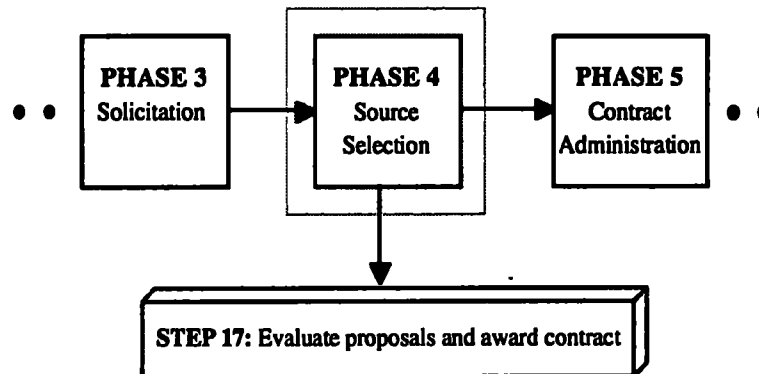 PHASE 3
Solicitation
PHASE 4
Source
Selection
PHASE 5
Contract
Administration
STEP 17: Evaluate proposals and award contract